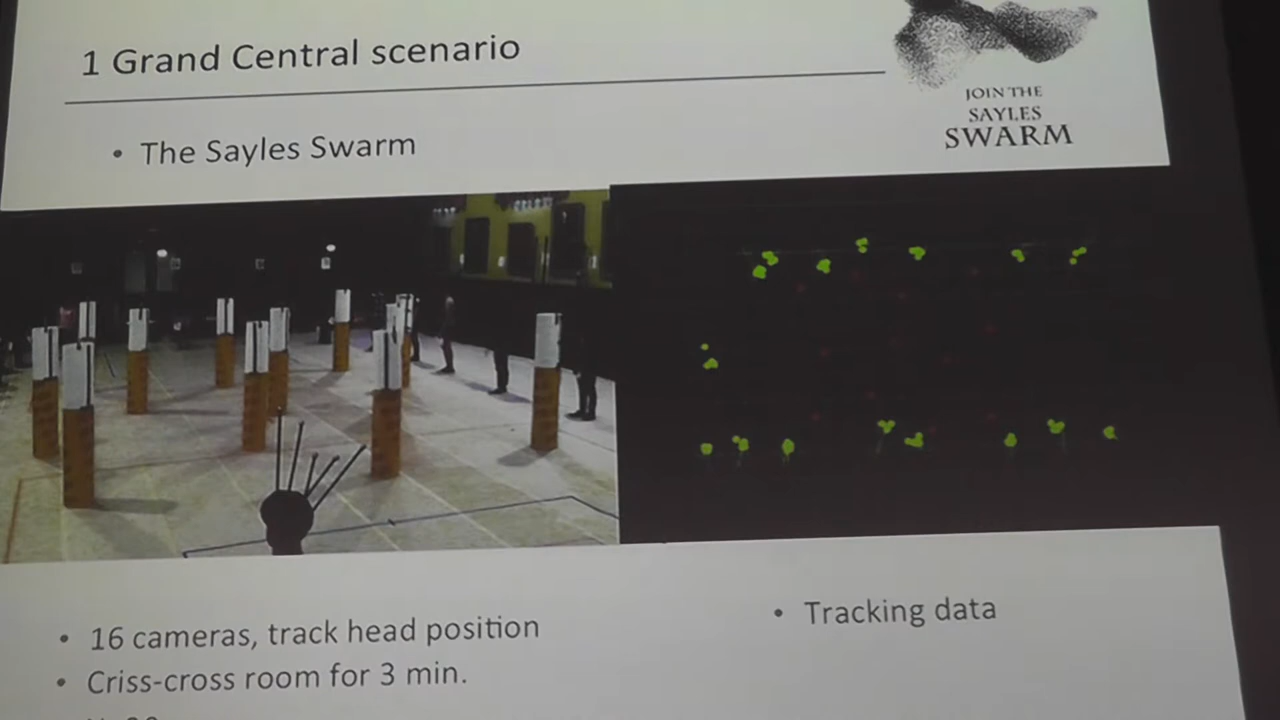 1 Grand Central scenario
JOIN THE
SAYLES
SWARM
• The Sayles Swarm
• 16 cameras, track head position
• Criss-cross room for 3 min.
• Tracking data